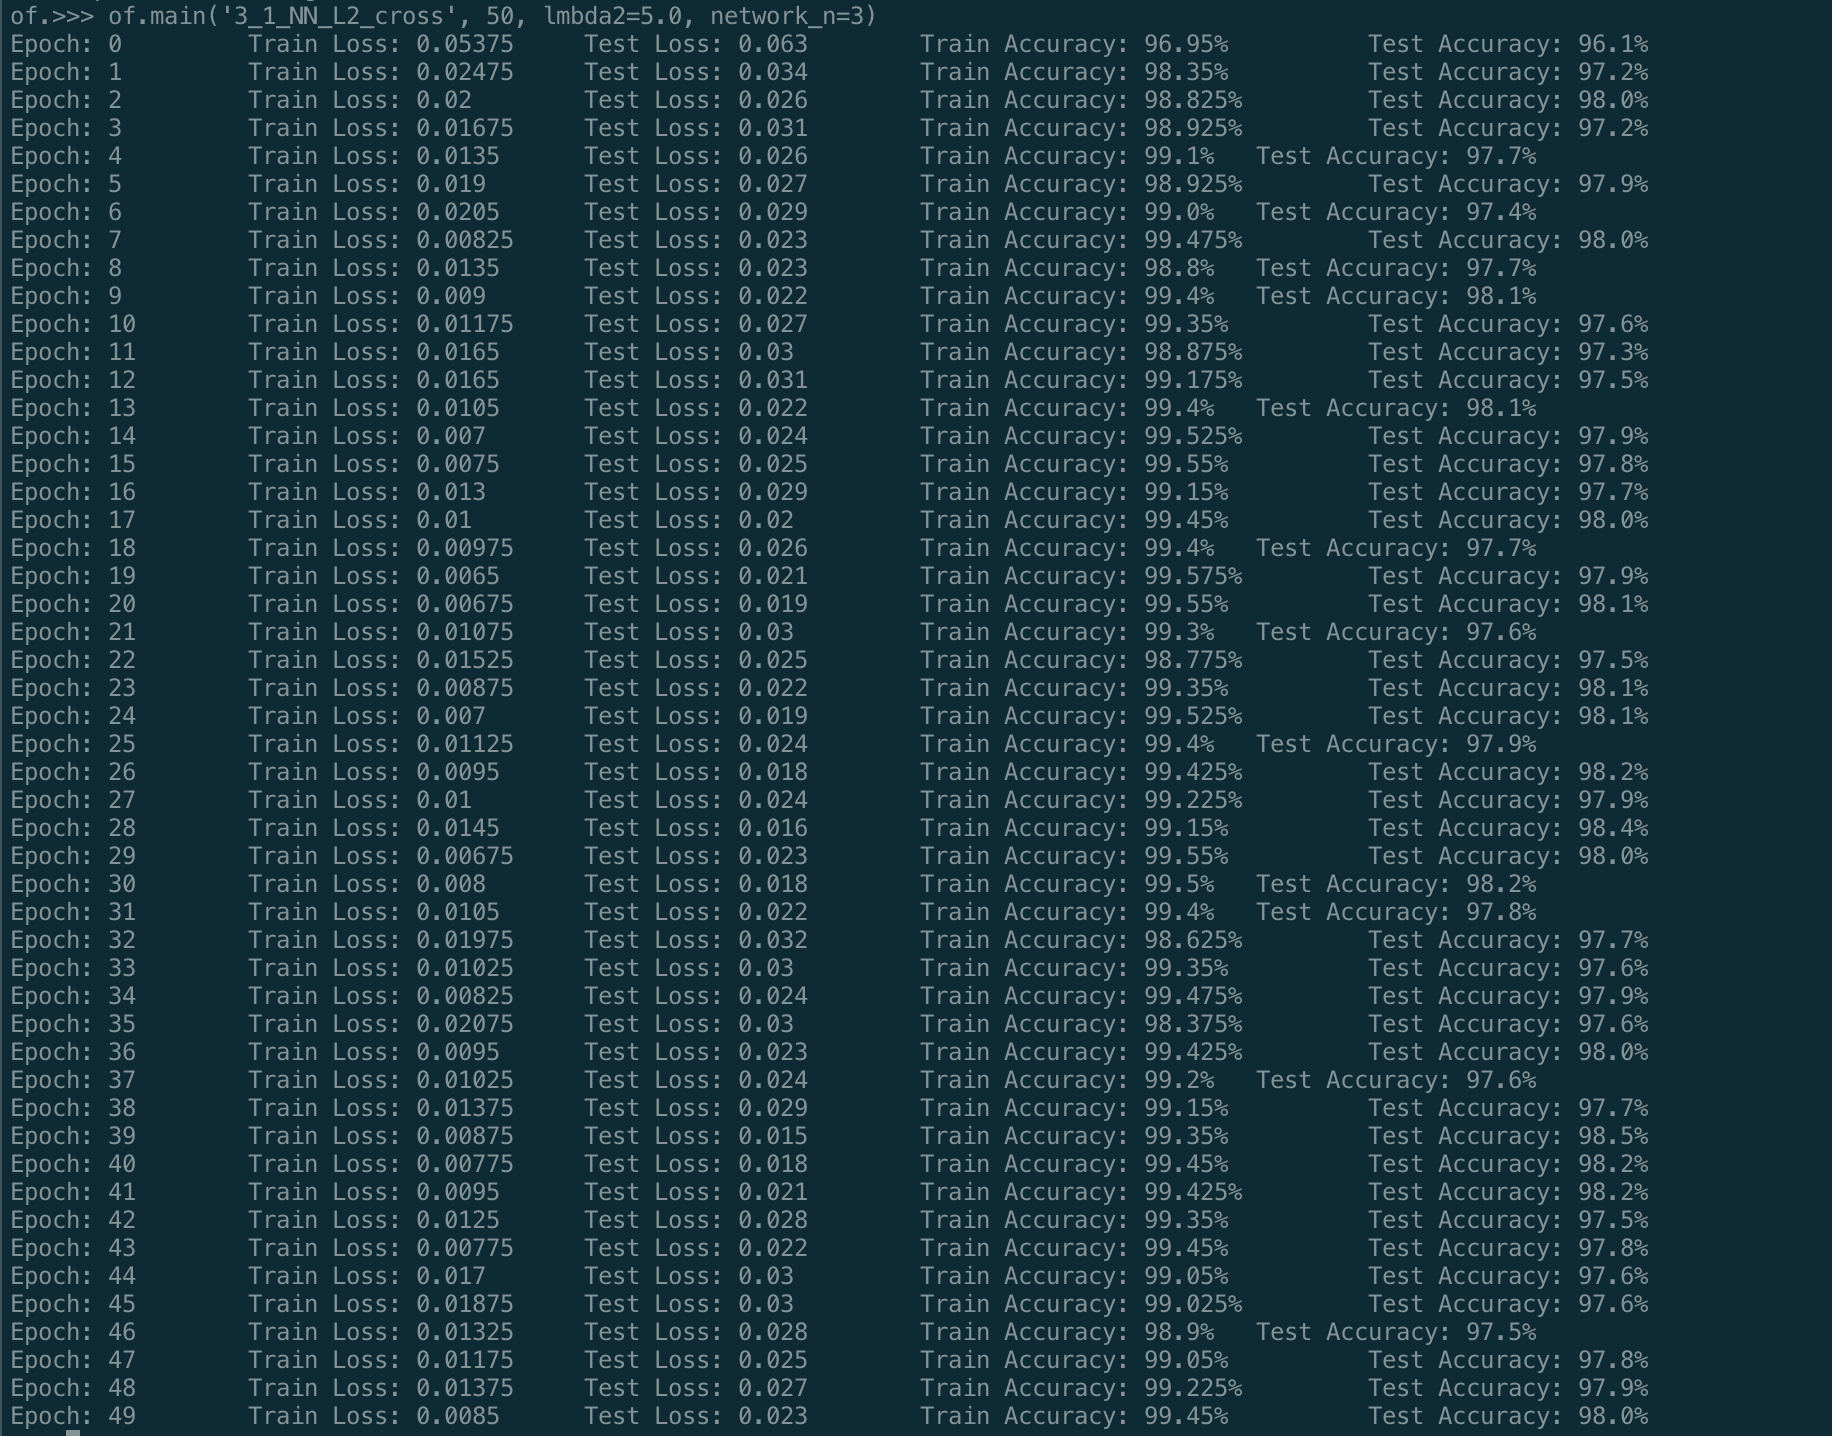 of.>>> of.main('3_1_NN_L2_cross', 50, lmbda2=5.0, network_n=3)
Epoch: 0 Train Loss: 0.05375 Test Loss: 0.063 Train Accuracy: 96.95% Test Accuracy: 96.1%
Epoch: 1 Train Loss: 0.02475 Test Loss: 0.034 Train Accuracy: 98.35% Test Accuracy: 97.2%
Epoch: 2 Train Loss: 0.02 Test Loss: 0.026 Train Accuracy: 98.825% Test Accuracy: 98.0%
Epoch: 3 Train Loss: 0.01675 Test Loss: 0.031 Train Accuracy: 98.925% Test Accuracy: 97.2%
Epoch: 4 Train Loss: 0.0135 Test Loss: 0.026 Train Accuracy: 99.1% Test Accuracy: 97.7%
Epoch: 5 Train Loss: 0.019 Test Loss: 0.027 Train Accuracy: 98.925% Test Accuracy: 97.9%
Epoch: 6 Train Loss: 0.0205 Test Loss: 0.029 Train Accuracy: 99.0% Test Accuracy: 97.4%
Epoch: 7 Train Loss: 0.00825 Test Loss: 0.023 Train Accuracy: 99.475% Test Accuracy: 98.0%
Epoch: 8 Train Loss: 0.0135 Test Loss: 0.023 Train Accuracy: 98.8% Test Accuracy: 97.7%
Epoch: 9 Train Loss: 0.009 Test Loss: 0.022 Train Accuracy: 99.4% Test Accuracy: 98.1%
Epoch: 10 Train Loss: 0.01175 Test Loss: 0.027 Train Accuracy: 99.35% Test Accuracy: 97.6%
Epoch: 11 Train Loss: 0.0165 Test Loss: 0.03 Train Accuracy: 98.875% Test Accuracy: 97.3%
Epoch: 12 Train Loss: 0.0165 Test Loss: 0.031 Train Accuracy: 99.175% Test Accuracy: 97.5%
Epoch: 13 Train Loss: 0.0105 Test Loss: 0.022 Train Accuracy: 99.4% Test Accuracy: 98.1%
Epoch: 14 Train Loss: 0.007 Test Loss: 0.024 Train Accuracy: 99.525% Test Accuracy: 97.9%
Epoch: 15 Train Loss: 0.0075 Test Loss: 0.025 Train Accuracy: 99.55% Test Accuracy: 97.8%
Epoch: 16 Train Loss: 0.013 Test Loss: 0.029 Train Accuracy: 99.15% Test Accuracy: 97.7%
Epoch: 17 Train Loss: 0.01 Test Loss: 0.02 Train Accuracy: 99.45% Test Accuracy: 98.0%
Epoch: 18 Train Loss: 0.00975 Test Loss: 0.026 Train Accuracy: 99.4% Test Accuracy: 97.7%
Epoch: 19 Train Loss: 0.0065 Test Loss: 0.021 Train Accuracy: 99.575% Test Accuracy: 97.9%
Epoch: 20 Train Loss: 0.00675 Test Loss: 0.019 Train Accuracy: 99.55% Test Accuracy: 98.1%
Epoch: 21 Train Loss: 0.01075 Test Loss: 0.03 Train Accuracy: 99.3% Test Accuracy: 97.6%
Epoch: 22 Train Loss: 0.01525 Test Loss: 0.025 Train Accuracy: 98.775% Test Accuracy: 97.5%
Epoch: 23 Train Loss: 0.00875 Test Loss: 0.022 Train Accuracy: 99.35% Test Accuracy: 98.1%
Epoch: 24 Train Loss: 0.007 Test Loss: 0.019 Train Accuracy: 99.525% Test Accuracy: 98.1%
Epoch: 25 Train Loss: 0.01125 Test Loss: 0.024 Train Accuracy: 99.4% Test Accuracy: 97.9%
Epoch: 26 Train Loss: 0.0095 Test Loss: 0.018 Train Accuracy: 99.425% Test Accuracy: 98.2%
Epoch: 27 Train Loss: 0.01 Test Loss: 0.024 Train Accuracy: 99.225% Test Accuracy: 97.9%
Epoch: 28 Train Loss: 0.0145 Test Loss: 0.016 Train Accuracy: 99.15% Test Accuracy: 98.4%
Epoch: 29 Train Loss: 0.00675 Test Loss: 0.023 Train Accuracy: 99.55% Test Accuracy: 98.0%
Epoch: 30 Train Loss: 0.008 Test Loss: 0.018 Train Accuracy: 99.5% Test Accuracy: 98.2%
Epoch: 31 Train Loss: 0.0105 Test Loss: 0.022 Train Accuracy: 99.4% Test Accuracy: 97.8%
Epoch: 32 Train Loss: 0.01975 Test Loss: 0.032 Train Accuracy: 98.625% Test Accuracy: 97.7%
Epoch: 33 Train Loss: 0.01025 Test Loss: 0.03 Train Accuracy: 99.35% Test Accuracy: 97.6%
Epoch: 34 Train Loss: 0.00825 Test Loss: 0.024 Train Accuracy: 99.475% Test Accuracy: 97.9%
Epoch: 35 Train Loss: 0.02075 Test Loss: 0.03 Train Accuracy: 98.375% Test Accuracy: 97.6%
Epoch: 36 Train Loss: 0.0095 Test Loss: 0.023 Train Accuracy: 99.425% Test Accuracy: 98.0%
Epoch: 37 Train Loss: 0.01025 Test Loss: 0.024 Train Accuracy: 99.2% Test Accuracy: 97.6%
Epoch: 38 Train Loss: 0.01375 Test Loss: 0.029 Train Accuracy: 99.15% Test Accuracy: 97.7%
Epoch: 39 Train Loss: 0.00875 Test Loss: 0.015 Train Accuracy: 99.35% Test Accuracy: 98.5%
Epoch: 40 Train Loss: 0.00775 Test Loss: 0.018 Train Accuracy: 99.45% Test Accuracy: 98.2%
Epoch: 41 Train Loss: 0.0095 Test Loss: 0.021 Train Accuracy: 99.425% Test Accuracy: 98.2%
Epoch: 42 Train Loss: 0.0125 Test Loss: 0.028 Train Accuracy: 99.35% Test Accuracy: 97.5%
Epoch: 43 Train Loss: 0.00775 Test Loss: 0.022 Train Accuracy: 99.45% Test Accuracy: 97.8%
Epoch: 44 Train Loss: 0.017 Test Loss: 0.03 Train Accuracy: 99.05% Test Accuracy: 97.6%
Epoch: 45 Train Loss: 0.01875 Test Loss: 0.03 Train Accuracy: 99.025% Test Accuracy: 97.6%
Epoch: 46 Train Loss: 0.01325 Test Loss: 0.028 Train Accuracy: 98.9% Test Accuracy: 97.5%
Epoch: 47 Train Loss: 0.01175 Test Loss: 0.025 Train Accuracy: 99.05% Test Accuracy: 97.8%
Epoch: 48 Train Loss: 0.01375 Test Loss: 0.027 Train Accuracy: 99.225% Test Accuracy: 97.9%
Epoch: 49 Train Loss: 0.0085 Test Loss: 0.023 Train Accuracy: 99.45% Test Accuracy: 98.0%